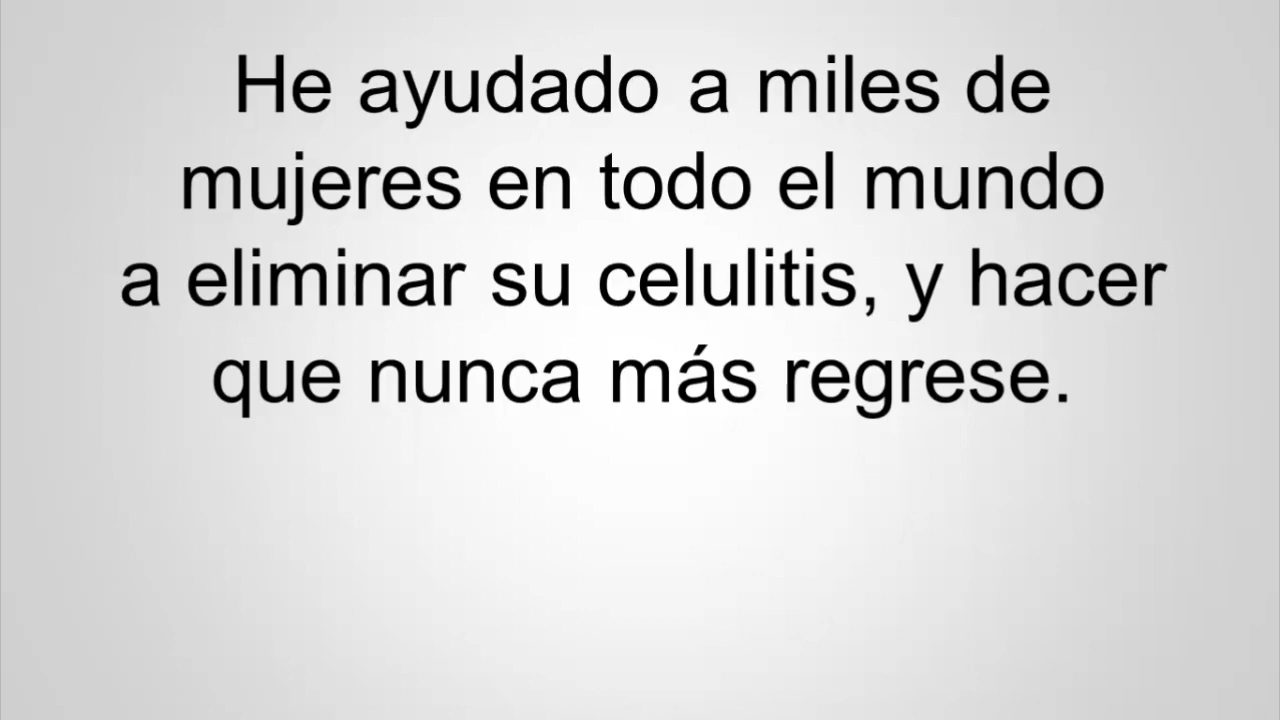 He ayudado a miles de
mujeres en todo el mundo
a eliminar su celulitis, y hacer
que nunca más regrese.